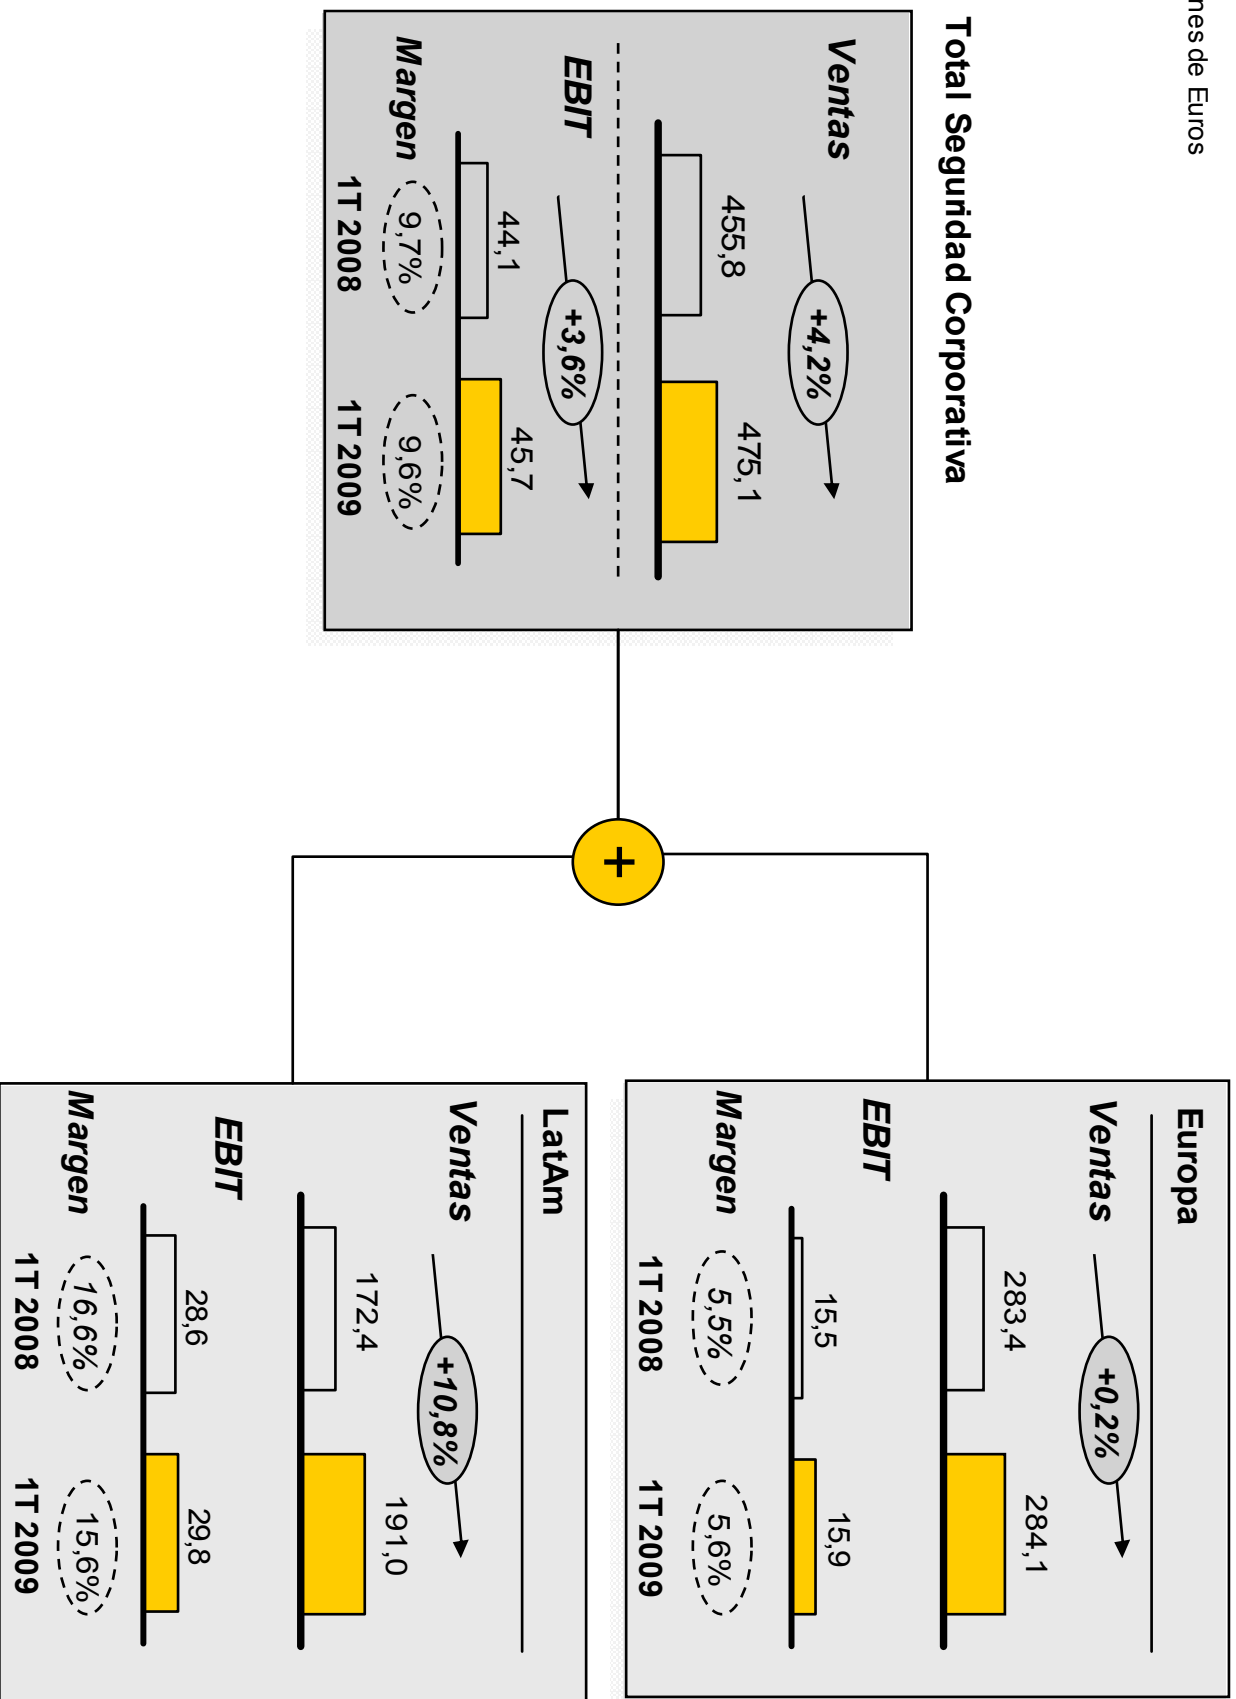 nes de Euros
Total Seguridad Corporativa
Ventas
+4,2%
455,8
475,1
EBIT
+3,6%
44,1
45,7
Margen
9,7%
9,6%
1T 2008
1T 2009
+
Europa
Ventas
+0,2%
283,4
284,1
EBIT
15,5
15,9
Margen
5,5%
5,6%
1T 2008
1T 2009
LatAm
Ventas
+10,8%
172,4
191,0
EBIT
28,6
29,8
Margen
16,6%
15,6%
1T 2008
1T 2009